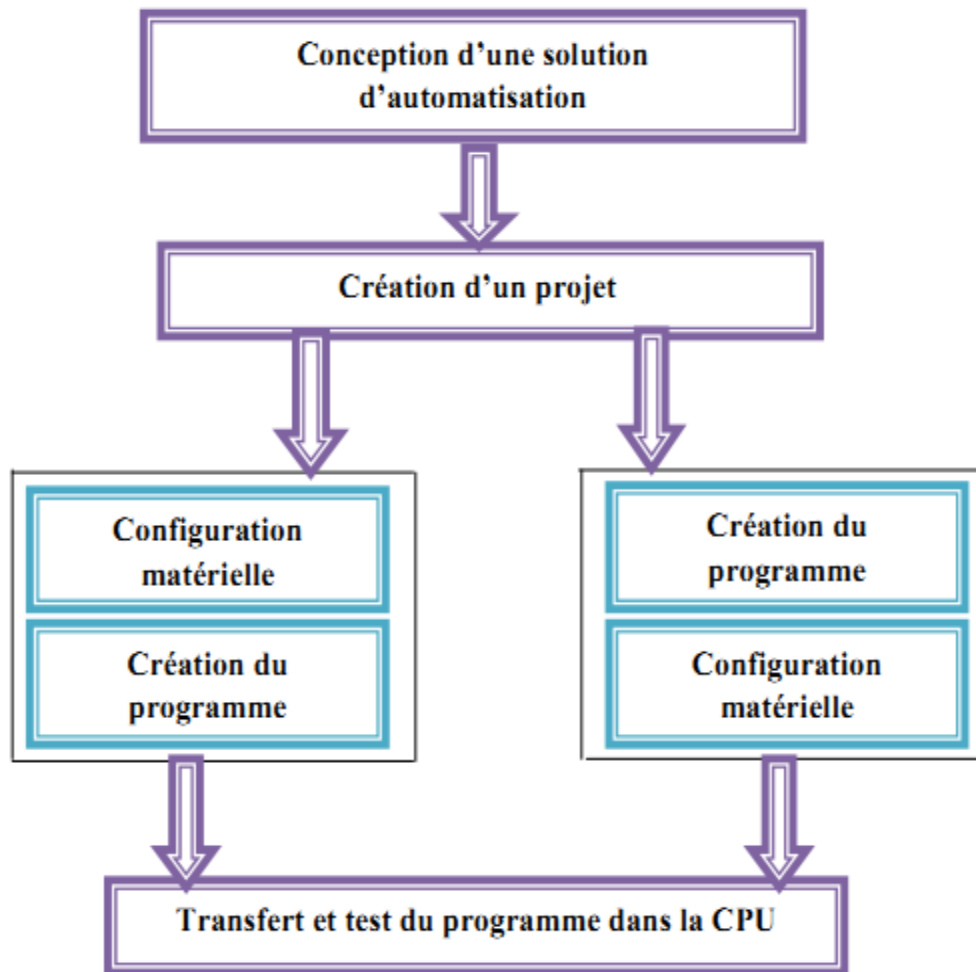 Conception d’une solution
d’automatisation
Création d’un projet
Configuration
matérielle
Création du
programme
Création du
programme
Configuration
matérielle
Transfert et test du programme dans la CPU